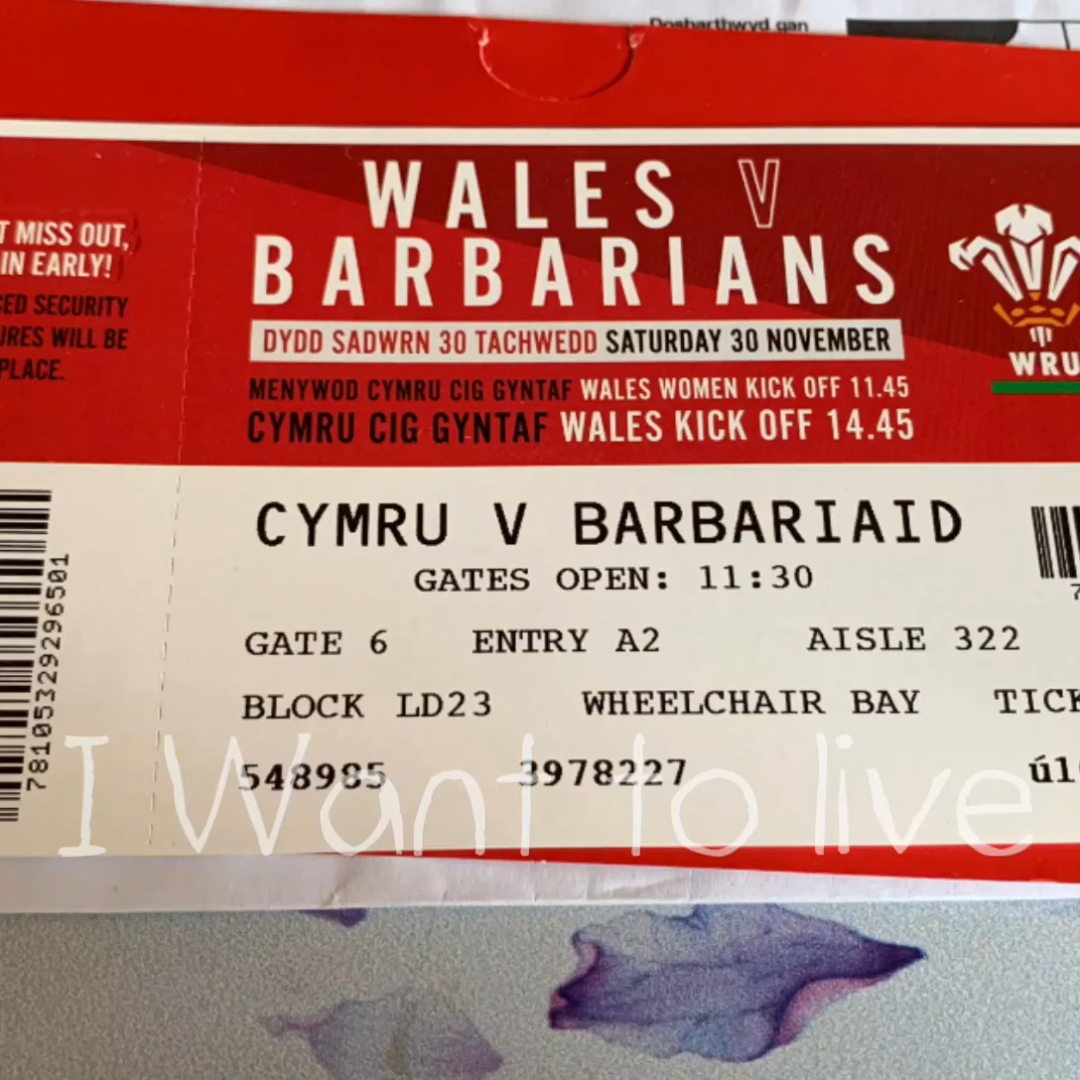 Dosbarthwyd gan
T MISS OUT,
IN EARLY!
CED SECURITY
URES WILL BE
PLACE.
WALES V
BARBARIANS
DYDD SADWRN 30 TACHWEDD SATURDAY 30 NOVEMBER
MENYWOD CYMRU CIG GYNTAF WALES WOMEN KICK OFF 11.45
CYMRU CIG GYNTAF WALES KICK OFF 14.45
WRU
CYMRU V BARBARIAID
GATES OPEN: 11:30
GATE 6 ENTRY A2 AISLE 322
BLOCK LD23 WHEELCHAIR BAY TICK
548985 3978227 ú1
7810532929296501
I Want to live